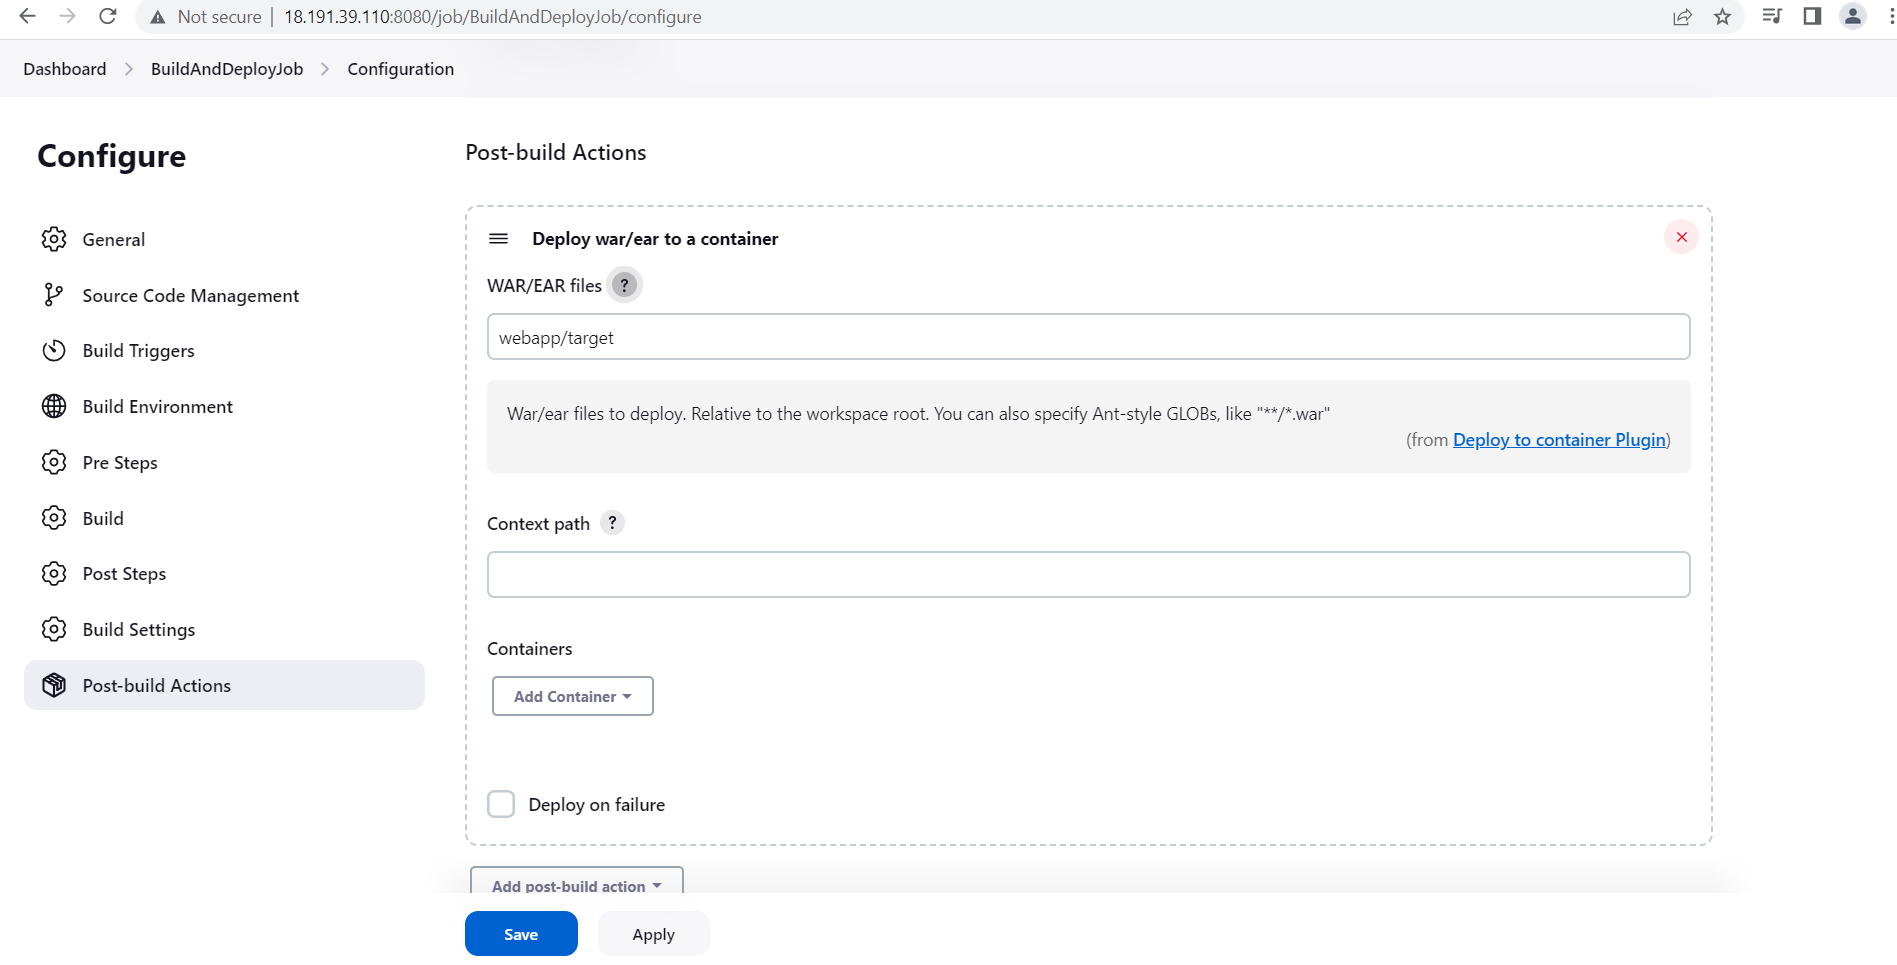 Not secure | 18.191.39.110:8080/job/BuildAndDeployJob/configure
Dashboard > BuildAndDeployJob > Configuration
Configure
General
Source Code Management
Build Triggers
Build Environment
Pre Steps
Build
Post Steps
Build Settings
Post-build Actions
Post-build Actions
Deploy war/ear to a container
WAR/EAR files ?
webapp/target
War/ear files to deploy. Relative to the workspace root. You can also specify Ant-style GLOBs, like "**/*.war"
(from Deploy to container Plugin)
Context path ?
Containers
Add Container
Deploy on failure
Add post-build action
Save
Apply